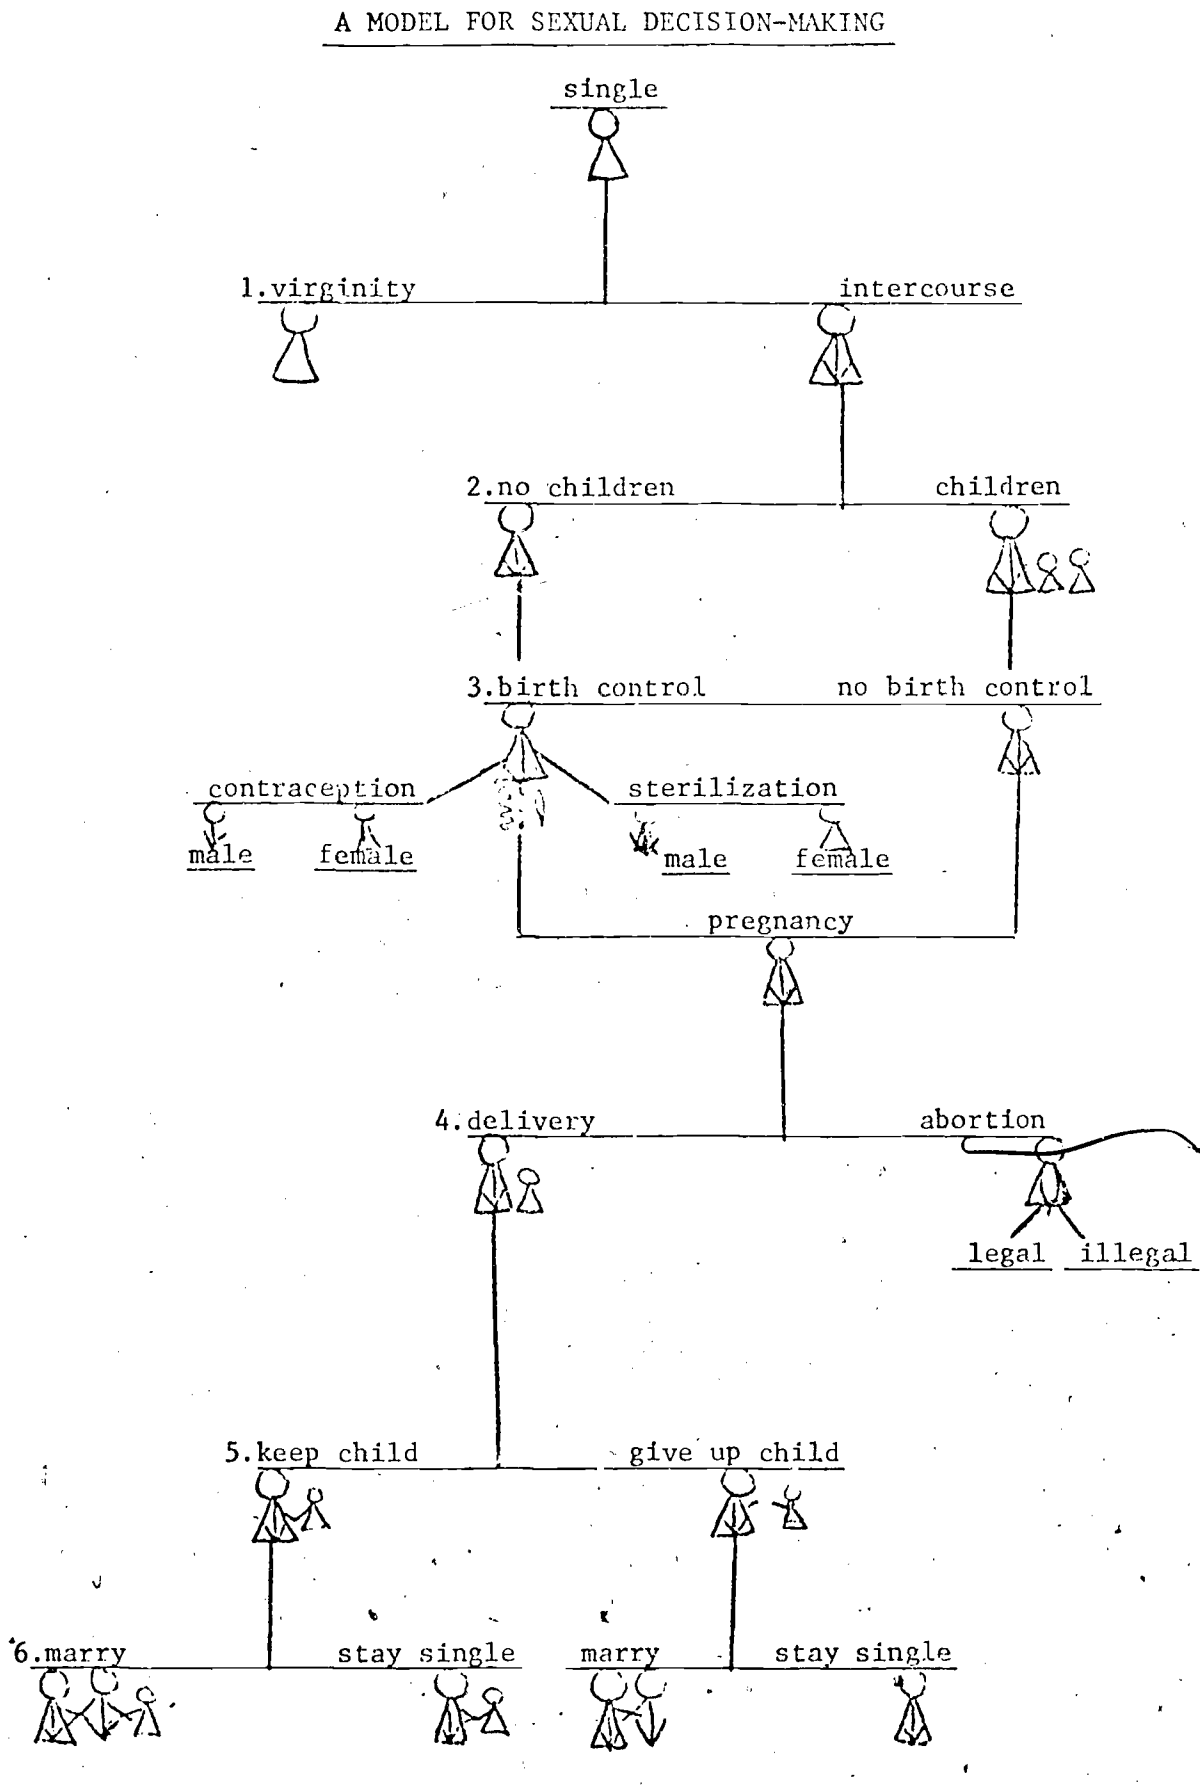 A MODEL FOR SEXUAL DECISION-MAKING
single
1.virginity intercourse
2.no children children
3.birth control no birth control
contraception sterilization
male female male female
pregnancy
4.delivery abortion
legal illegal
5.keep child give up child
6.marry stay single marry stay single